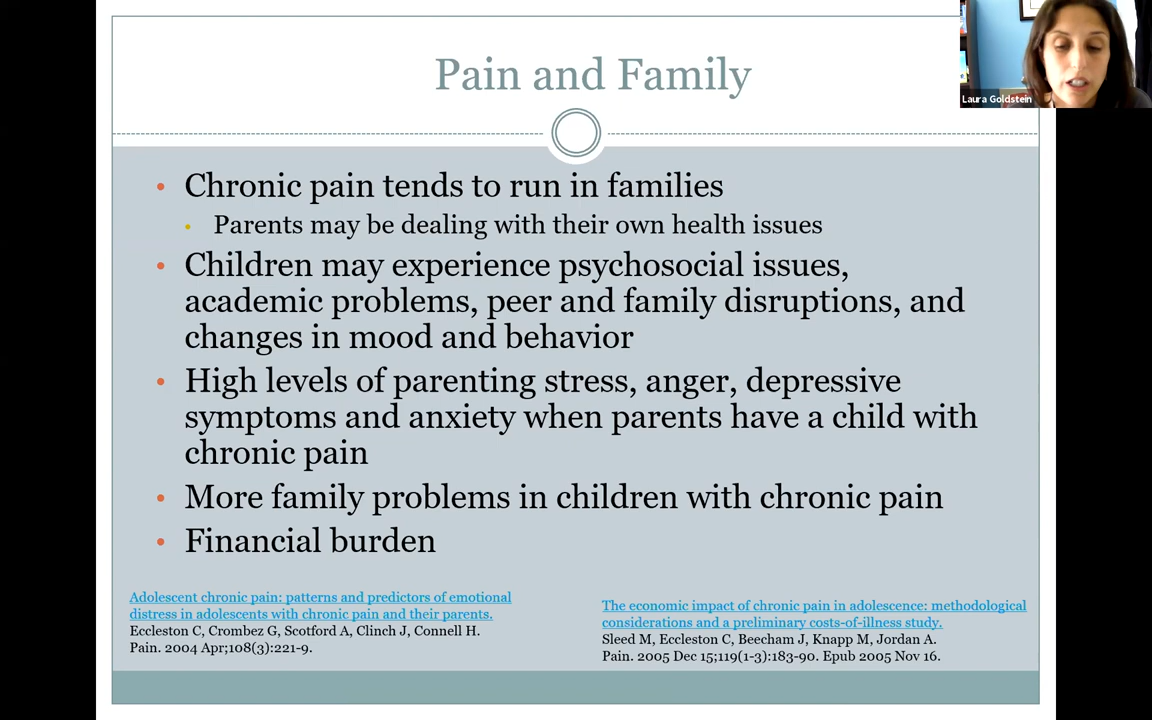 Pain and Family
Laura Goldstein
• Chronic pain tends to run in families
• Parents may be dealing with their own health issues
• Children may experience psychosocial issues,
academic problems, peer and family disruptions, and
changes in mood and behavior
• High levels of parenting stress, anger, depressive
symptoms and anxiety when parents have a child with
chronic pain
• More family problems in children with chronic pain
• Financial burden
Adolescent chronic pain: patterns and predictors of emotional
distress in adolescents with chronic pain and their parents.
Eccleston C, Crombez G, Scotford A, Clinch J, Connell H.
Pain. 2004 Apr;108(3):221-9.
The economic impact of chronic pain in adolescence: methodological
considerations and a preliminary costs-of-illness study.
Sleed M, Eccleston C, Beecham J, Knapp M, Jordan A.
Pain. 2005 Dec 15;119(1-3):183-90. Epub 2005 Nov 16.